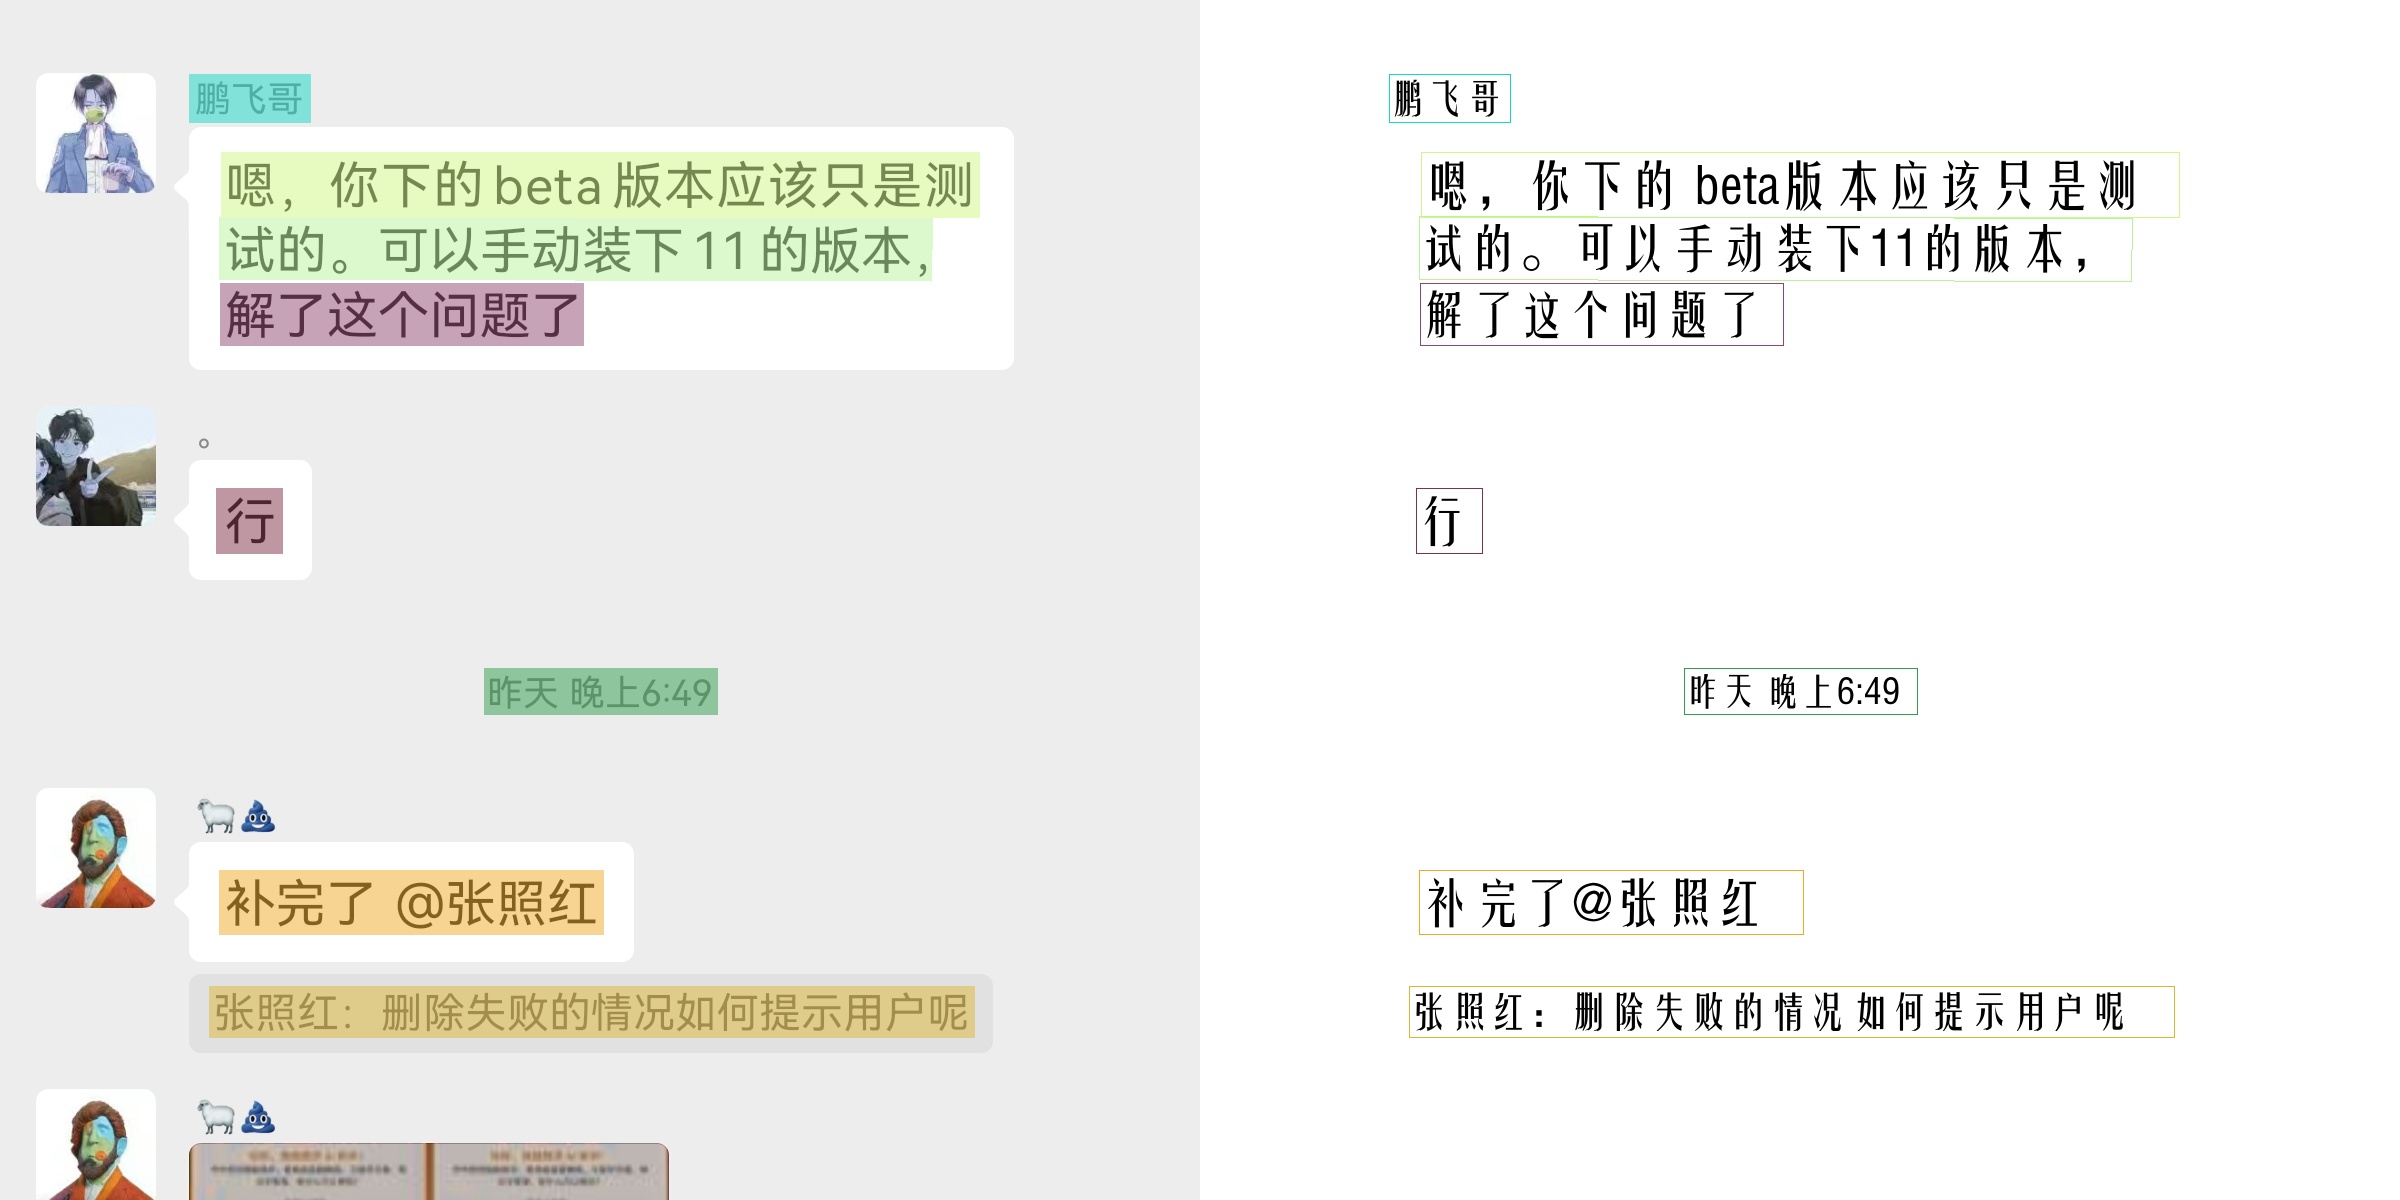 鹏飞哥
嗯，你下的beta版本应该只是测
试的。可以手动装下11的版本，
解了这个问题了
。
行
昨天 晚上6:49
🐑💩
补完了 @张照红
张照红：删除失败的情况如何提示用户呢
🐑💩
鹏飞哥
嗯，你下的 beta版本应该只是测
试的。可以手动装下11的版本，
解了这个问题了
行
昨天 晚上6:49
补完了@张照红
张照红：删除失败的情况如何提示用户呢